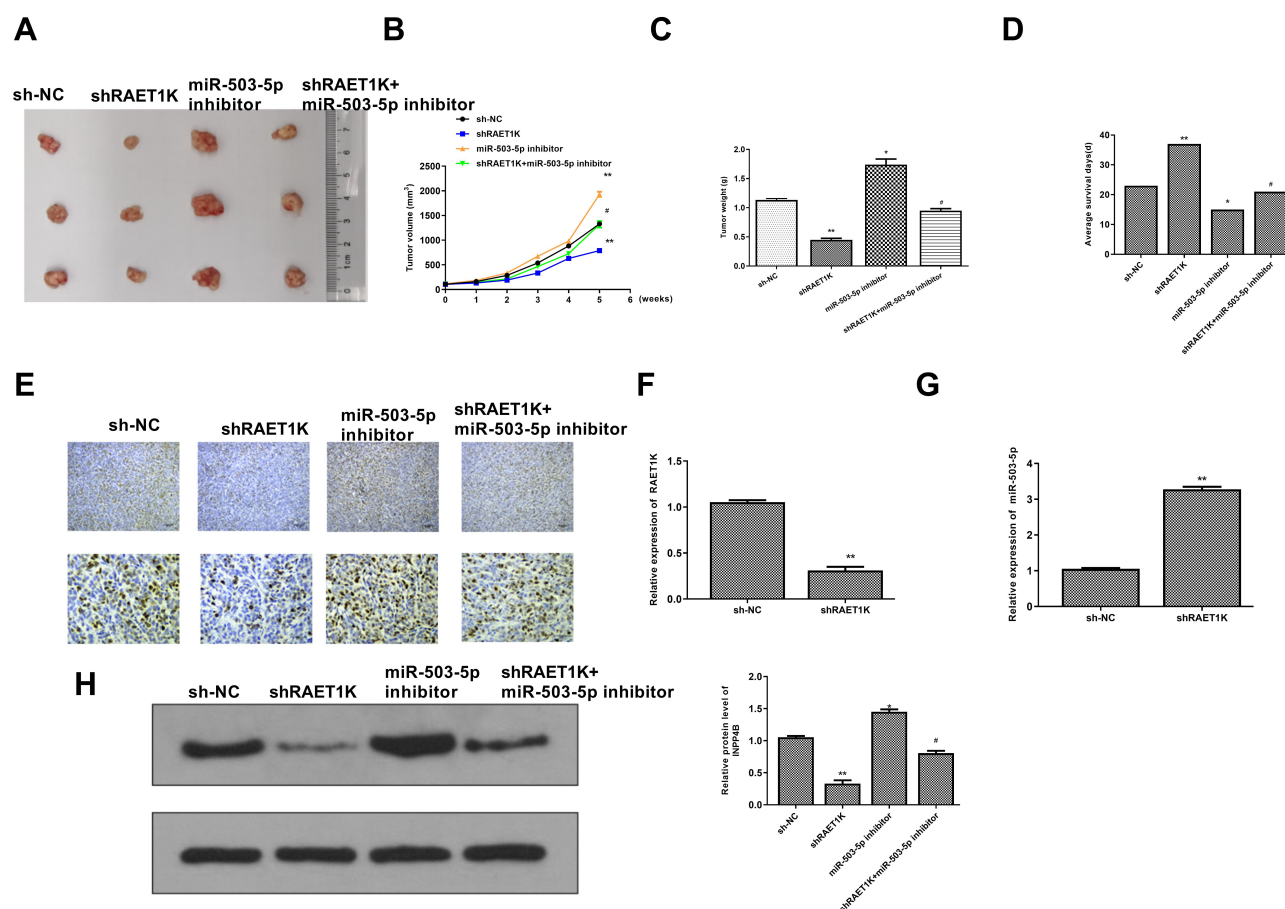 A
sh-NC
shRAET1K
miR-503-5p
inhibitor
shRAET1K+
miR-503-5p inhibitor
0
1cm
2
3
4
5
6
7
B
sh-NC
shRAET1K
miR-503-5p inhibitor
shRAET1K+miR-503-5p inhibitor
Tumor volume (mm³)
2500
2000
1500
1000
500
0
**
#
**
0 1 2 3 4 5 6 (weeks)
C
Tumor weight (g)
2.0
1.5
1.0
0.5
0.0
**
*
#
sh-NC
shRAET1K
miR-503-5p inhibitor
shRAET1K+miR-503-5p inhibitor
D
Average survival days(d)
40
30
20
10
0
**
*
#
sh-NC
shRAET1K
miR-503-5p inhibitor
shRAET1K+miR-503-5p inhibitor
E
sh-NC
shRAET1K
miR-503-5p
inhibitor
shRAET1K+
miR-503-5p inhibitor
F
Relative expression of RAET1K
1.5
1.0
0.5
0.0
**
sh-NC
shRAET1K
G
Relative expression of miR-503-5p
4
3
2
1
0
**
sh-NC
shRAET1K
H
sh-NC
shRAET1K
miR-503-5p
inhibitor
shRAET1K+
miR-503-5p inhibitor
Relative protein level of
INPP4B
2.0
1.5
1.0
0.5
0.0
**
*
#
sh-NC
shRAET1K
miR-503-5p inhibitor
shRAET1K+miR-503-5p inhibitor